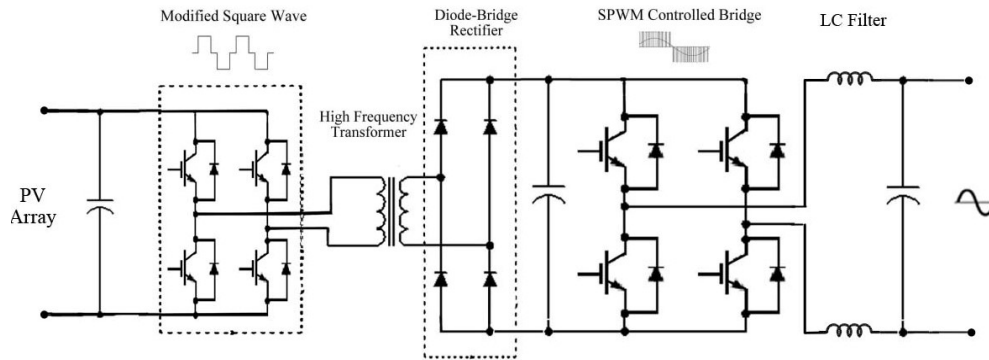 Modified Square Wave
Diode-Bridge
Rectifier
SPWM Controlled Bridge
LC Filter
High Frequency
Transformer
PV
Array